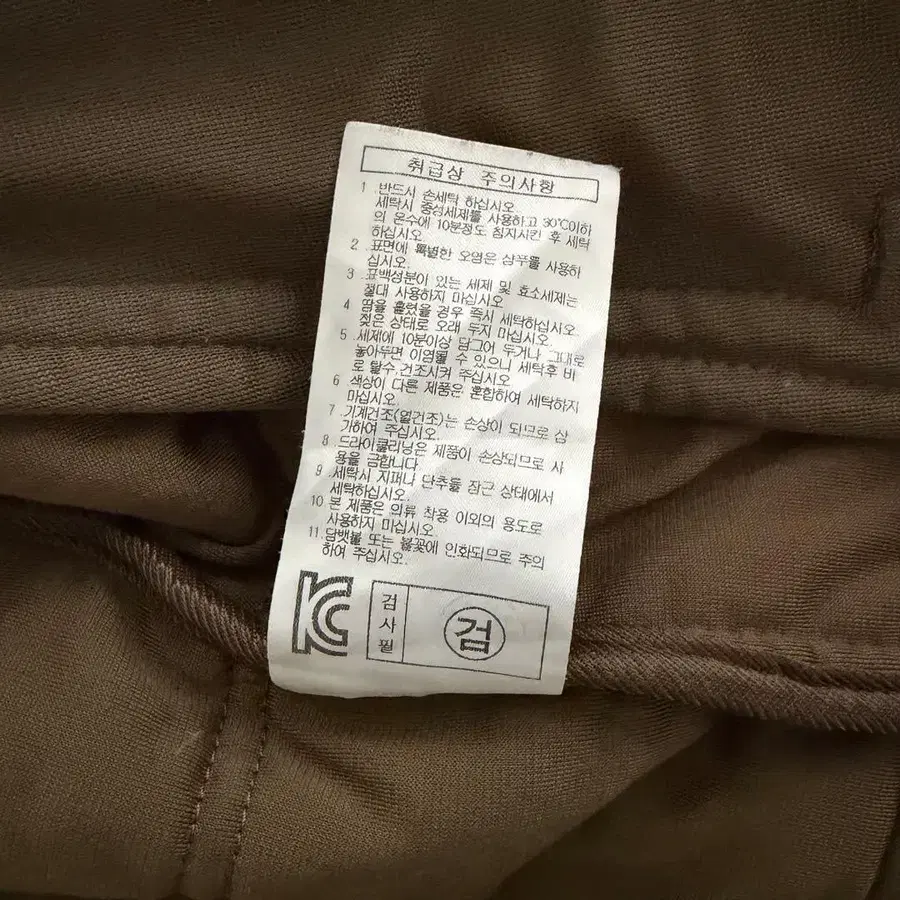 취급상 주의사항
1 .반드시 손세탁 하십시오.
세탁시 중성세제를 사용하고 30℃이하
의 온수에 10분정도 침지시킨 후 세탁
하십시오.
2 .표면에 특별한 오염은 샴푸를 사용하
십시오.
3 .표백성분이 있는 세제 및 효소세제는
절대 사용하지 마십시오.
4 .땀을 흘렸을 경우 즉시 세탁하십시오.
젖은 상태로 오래 두지 마십시오.
5 .세제에 10분이상 담그어 두거나 그대로
놓아두면 이염될 수 있으니 세탁후 바
로 탈수.건조시켜 주십시오.
6 .색상이 다른 제품은 혼합하여 세탁하지
마십시오.
7 .기계건조(열건조)는 손상이 되므로 삼
가하여 주십시오.
8 .드라이클리닝은 제품이 손상되므로 사
용을 금합니다.
9 .세탁시 지퍼나 단추를 잠근 상태에서
세탁하십시오.
10.본 제품은 의류 착용 이외의 용도로
사용하지 마십시오.
11.담뱃불 또는 불꽃에 인화되므로 주의
하여 주십시오.
KC
검사필
검